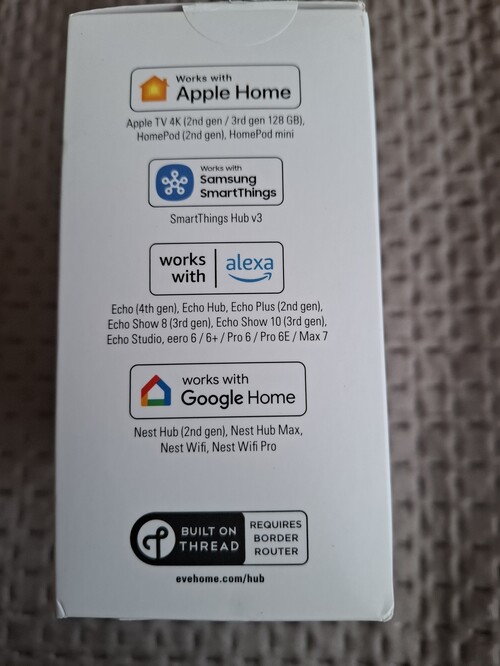 Works with
Apple Home
Apple TV 4K (2nd gen / 3rd gen 128 GB),
HomePod (2nd gen), HomePod mini
Works with
Samsung
SmartThings
SmartThings Hub v3
works
with
alexa
Echo (4th gen), Echo Hub, Echo Plus (2nd gen),
Echo Show 8 (3rd gen), Echo Show 10 (3rd gen),
Echo Studio, eero 6 / 6+ / Pro 6 / Pro 6E / Max 7
works with
Google Home
Nest Hub (2nd gen), Nest Hub Max,
Nest Wifi, Nest Wifi Pro
BUILT ON
THREAD
REQUIRES
BORDER
ROUTER
evehome.com/hub